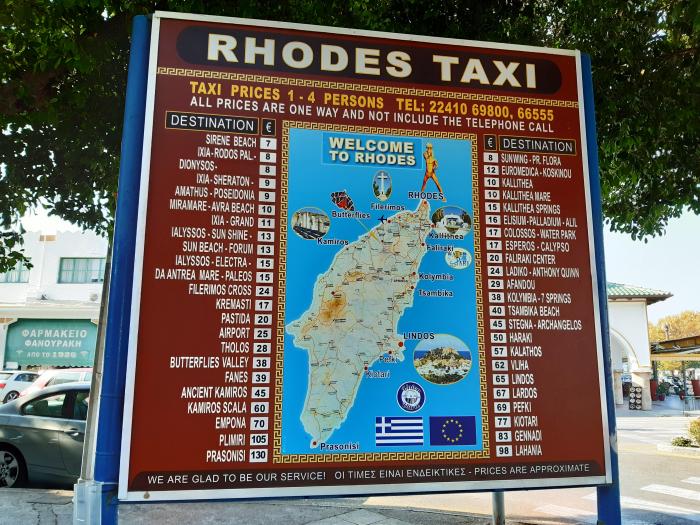 RHODES TAXI
TAXI PRICES 1 - 4 PERSONS TEL: 22410 69800, 66555
ALL PRICES ARE ONE WAY AND NOT INCLUDE THE TELEPHONE CALL
DESTINATION €
SIRENE BEACH 7
IXIA-RODOS PAL- 8
DIONYSOS- 8
IXIA-SHERATON - 9
AMATHUS - POSEIDONIA 9
MIRAMARE - AVRA BEACH 10
IXIA - GRAND 11
IALYSSOS - SUN SHINE - 13
SUN BEACH - FORUM 13
IALYSSOS - ELECTRA - 15
DA ANTREA MARE - PALEOS 15
FILERIMOS CROSS 24
KREMASTI 17
PASTIDA 20
AIRPORT 25
THOLOS 28
BUTTERFLIES VALLEY 38
FANES 39
ANCIENT KAMIROS 45
KAMIROS SCALA 60
EMPONA 70
PLIMIRI 105
PRASONISI 130
WELCOME
TO RHODES
RHODES
Filerimos
Butterflies
Kamiros
Kallithea
Faliraki
Kolymbia
Tsambika
LINDOS
Pefki
Kiotari
Prasonisi
€ DESTINATION
8 SUNWING - PR. FLORA
12 EUROMEDICA - KOSKINOU
10 KALLITHEA
10 KALLITHEA MARE
15 KALLITHEA SPRINGS
16 ELISIUM - PALLADIUM - ALIL
17 COLOSSOS - WATER PARK
17 ESPEROS - CALYPSO
20 FALIRAKI CENTER
24 LADIKO - ANTHONY QUINN
29 AFANDOU
38 KOLYMBIA - 7 SPRINGS
40 TSAMBIKA BEACH
45 STEGNA - ARCHANGELOS
50 HARAKI
57 KALATHOS
62 VLIHA
65 LINDOS
67 LARDOS
69 PEFKI
77 KIOTARI
83 GENNADI
98 LAHANIA
WE ARE GLAD TO BE OUR SERVICE! ΟΙ ΤΙΜΕΣ ΕΙΝΑΙ ΕΝΔΕΙΚΤΙΚΕΣ - PRICES ARE APPROXIMATE
ΦΑΡΜΑΚΕΙΟ
ΦΑΝΟΥΡΑΚΗ
ΑΠΟ ΤΟ 1926